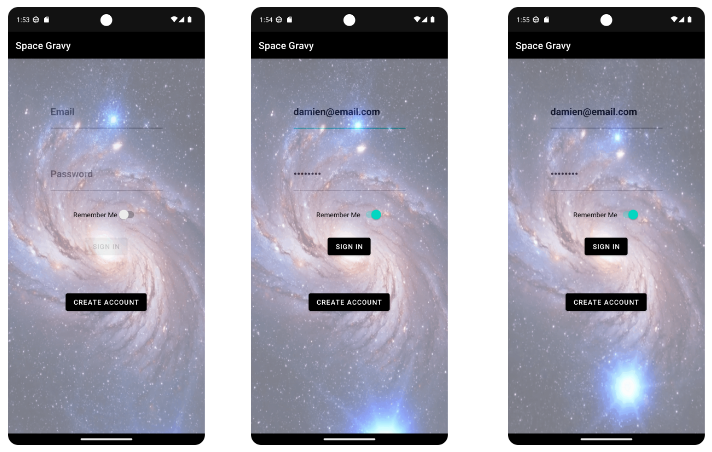 1:53
Space Gravy
Email
Password
Remember Me
SIGN IN
CREATE ACCOUNT
1:54
Space Gravy
damien@email.com
••••••••
Remember Me
SIGN IN
CREATE ACCOUNT
1:55
Space Gravy
damien@email.com
••••••••
Remember Me
SIGN IN
CREATE ACCOUNT